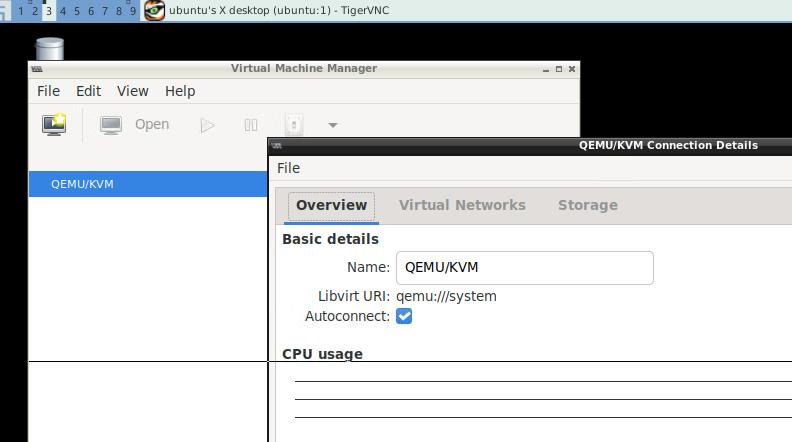 1 2 3 4 5 6 7 8 9 ubuntu's X desktop (ubuntu:1) - TigerVNC
Virtual Machine Manager
File Edit View Help
Open
QEMU/KVM
QEMU/KVM Connection Details
File
Overview Virtual Networks Storage
Basic details
Name: QEMU/KVM
Libvirt URI: qemu:///system
Autoconnect:
CPU usage